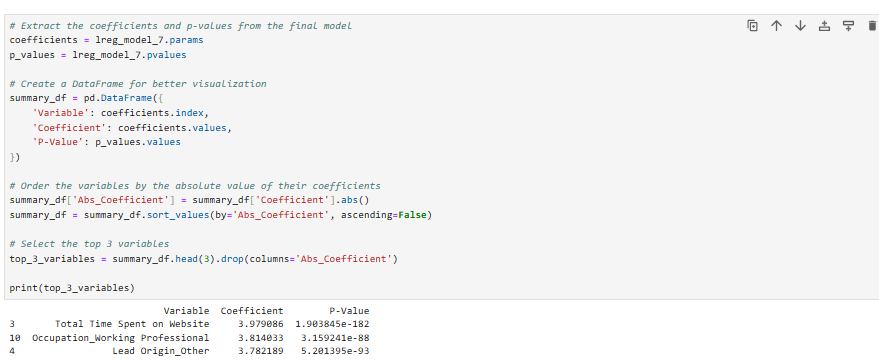 # Extract the coefficients and p-values from the final model
coefficients = lreg_model_7.params
p_values = lreg_model_7.pvalues

# Create a DataFrame for better visualization
summary_df = pd.DataFrame({
    'Variable': coefficients.index,
    'Coefficient': coefficients.values,
    'P-Value': p_values.values
})

# Order the variables by the absolute value of their coefficients
summary_df['Abs_Coefficient'] = summary_df['Coefficient'].abs()
summary_df = summary_df.sort_values(by='Abs_Coefficient', ascending=False)

# Select the top 3 variables
top_3_variables = summary_df.head(3).drop(columns='Abs_Coefficient')

print(top_3_variables)

                        Variable  Coefficient        P-Value
3       Total Time Spent on Website     3.979086  1.903845e-182
10  Occupation_Working Professional     3.814033   3.159241e-88
4                 Lead Origin_Other     3.782189   5.201395e-93